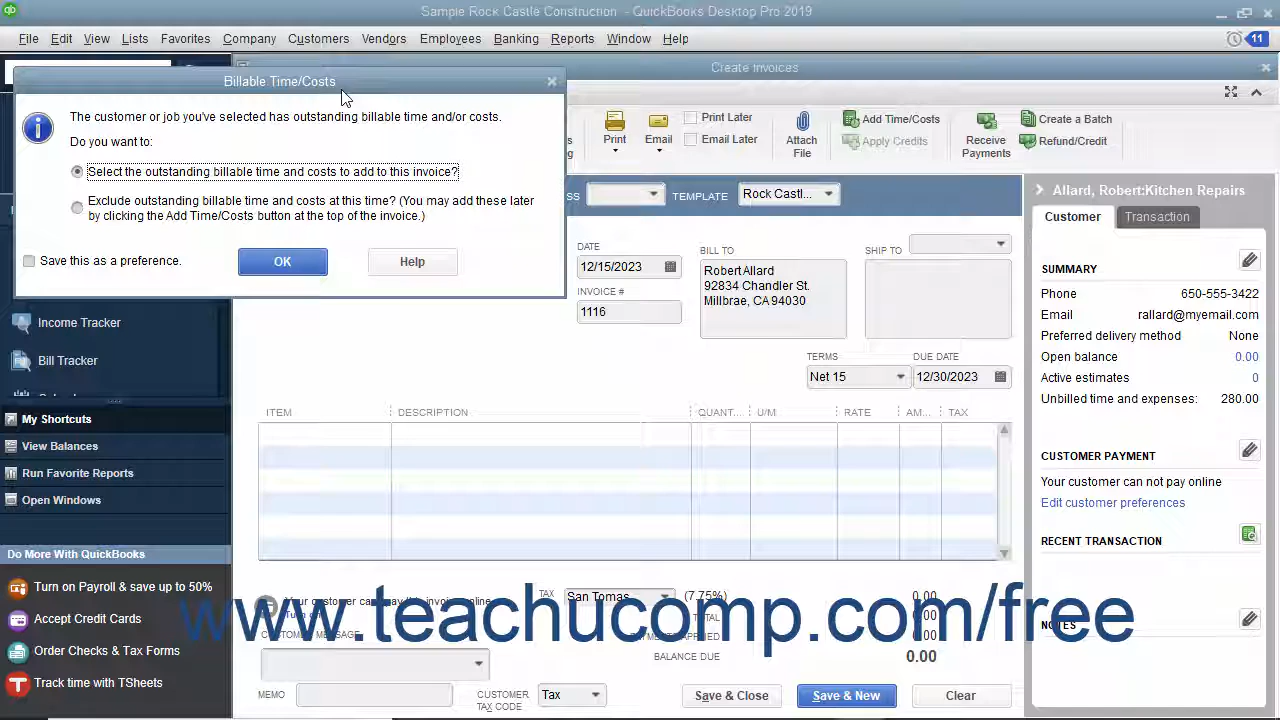 Sample Rock Castle Construction - QuickBooks Desktop Pro 2019
File Edit View Lists Favorites Company Customers Vendors Employees Banking Reports Window Help
11
Create Invoices
Billable Time/Costs
The customer or job you've selected has outstanding billable time and/or costs.
Do you want to:
Select the outstanding billable time and costs to add to this invoice?
Exclude outstanding billable time and costs at this time? (You may add these later
by clicking the Add Time/Costs button at the top of the invoice.)
Save this as a preference.
OK
Help
Print
Email
Print Later
Email Later
Attach
File
Add Time/Costs
Apply Credits
Receive
Payments
Create a Batch
Refund/Credit
SS
TEMPLATE
Rock Castl...
DATE
12/15/2023
INVOICE #
1116
BILL TO
Robert Allard
92834 Chandler St.
Millbrae, CA 94030
SHIP TO
TERMS
Net 15
DUE DATE
12/30/2023
ITEM DESCRIPTION QUANT... U/M RATE AM... TAX
Income Tracker
Bill Tracker
My Shortcuts
View Balances
Run Favorite Reports
Open Windows
Do More With QuickBooks
Turn on Payroll & save up to 50%
Accept Credit Cards
Order Checks & Tax Forms
Track time with TSheets
Allard, Robert:Kitchen Repairs
Customer
Transaction
SUMMARY
Phone 650-555-3422
Email rallard@myemail.com
Preferred delivery method None
Open balance 0.00
Active estimates 0
Unbilled time and expenses: 280.00
CUSTOMER PAYMENT
Your customer can not pay online
Edit customer preferences
RECENT TRANSACTION
NOTES
TAX
San Tomas
(7.75%)
0.00
TOTAL
0.00
0.00
CUSTOMER MESSAGE
BALANCE DUE
0.00
MEMO
CUSTOMER
TAX CODE
Tax
Save & Close
Save & New
Clear
www.teachucomp.com/free